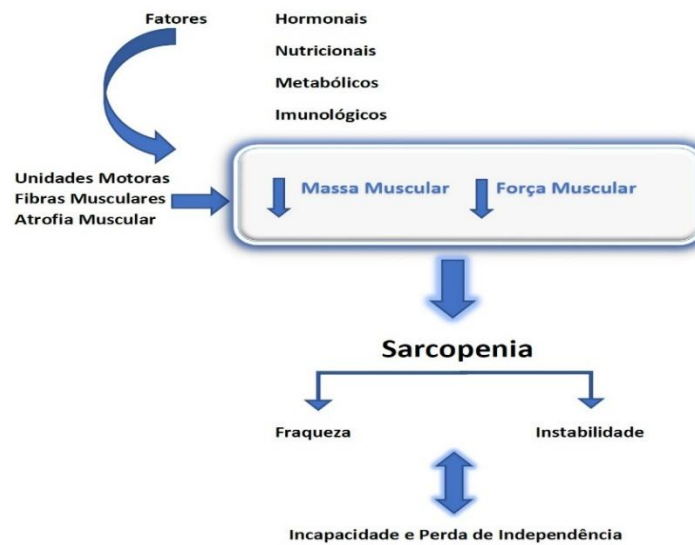 Fatores
Hormonais
Nutricionais
Metabólicos
Imunológicos
Unidades Motoras
Fibras Musculares
Atrofia Muscular
Massa Muscular
Força Muscular
Sarcopenia
Fraqueza
Instabilidade
Incapacidade e Perda de Independência